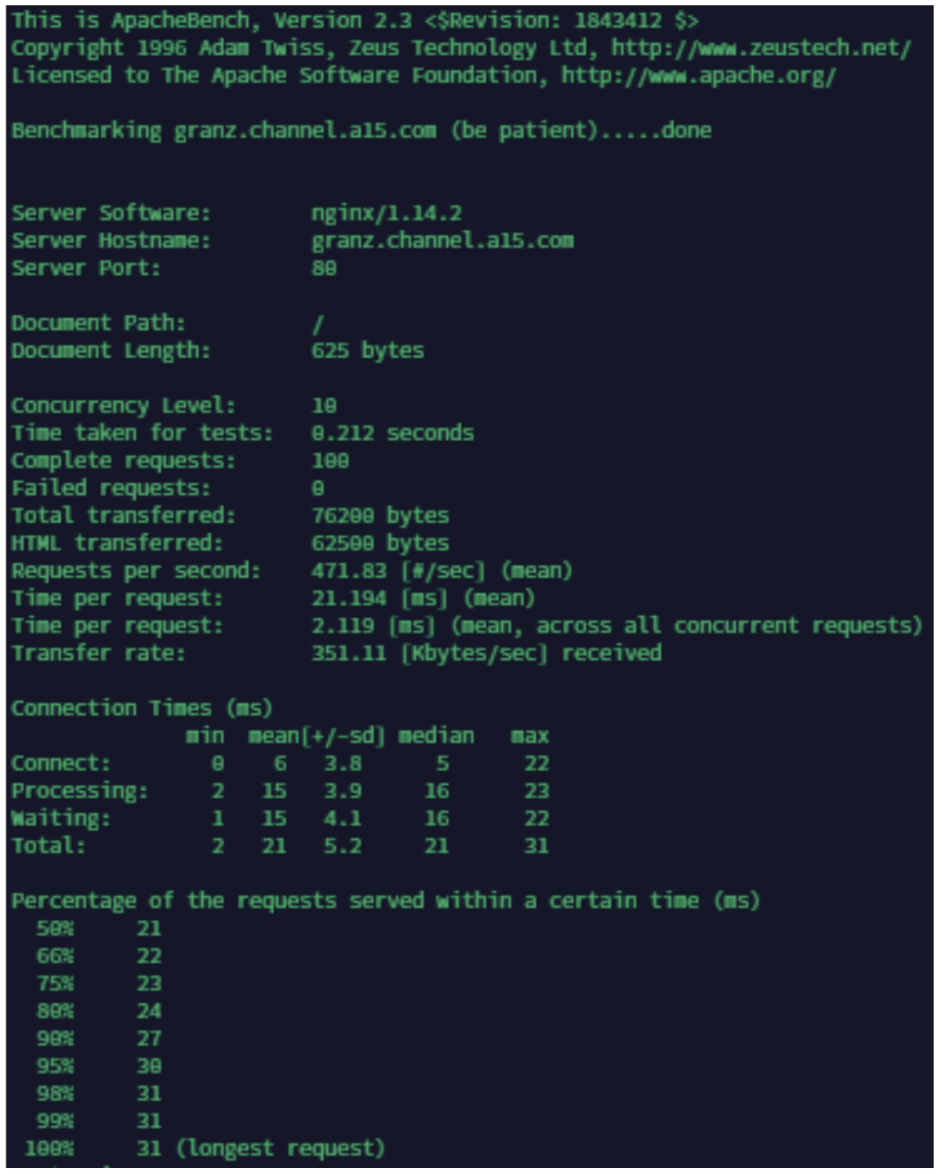 This is ApacheBench, Version 2.3 <$Revision: 1843412 $>
Copyright 1996 Adam Twiss, Zeus Technology Ltd, http://www.zeustech.net/
Licensed to The Apache Software Foundation, http://www.apache.org/

Benchmarking granz.channel.a15.com (be patient).....done


Server Software:        nginx/1.14.2
Server Hostname:        granz.channel.a15.com
Server Port:            80

Document Path:          /
Document Length:        625 bytes

Concurrency Level:      10
Time taken for tests:   0.212 seconds
Complete requests:      100
Failed requests:        0
Total transferred:      76200 bytes
HTML transferred:       62500 bytes
Requests per second:    471.83 [#/sec] (mean)
Time per request:       21.194 [ms] (mean)
Time per request:       2.119 [ms] (mean, across all concurrent requests)
Transfer rate:          351.11 [Kbytes/sec] received

Connection Times (ms)
              min  mean[+/-sd] median   max
Connect:        0    6   3.8      5      22
Processing:     2   15   3.9     16      23
Waiting:        1   15   4.1     16      22
Total:          2   21   5.2     21      31

Percentage of the requests served within a certain time (ms)
  50%     21
  66%     22
  75%     23
  80%     24
  90%     27
  95%     30
  98%     31
  99%     31
 100%     31 (longest request)